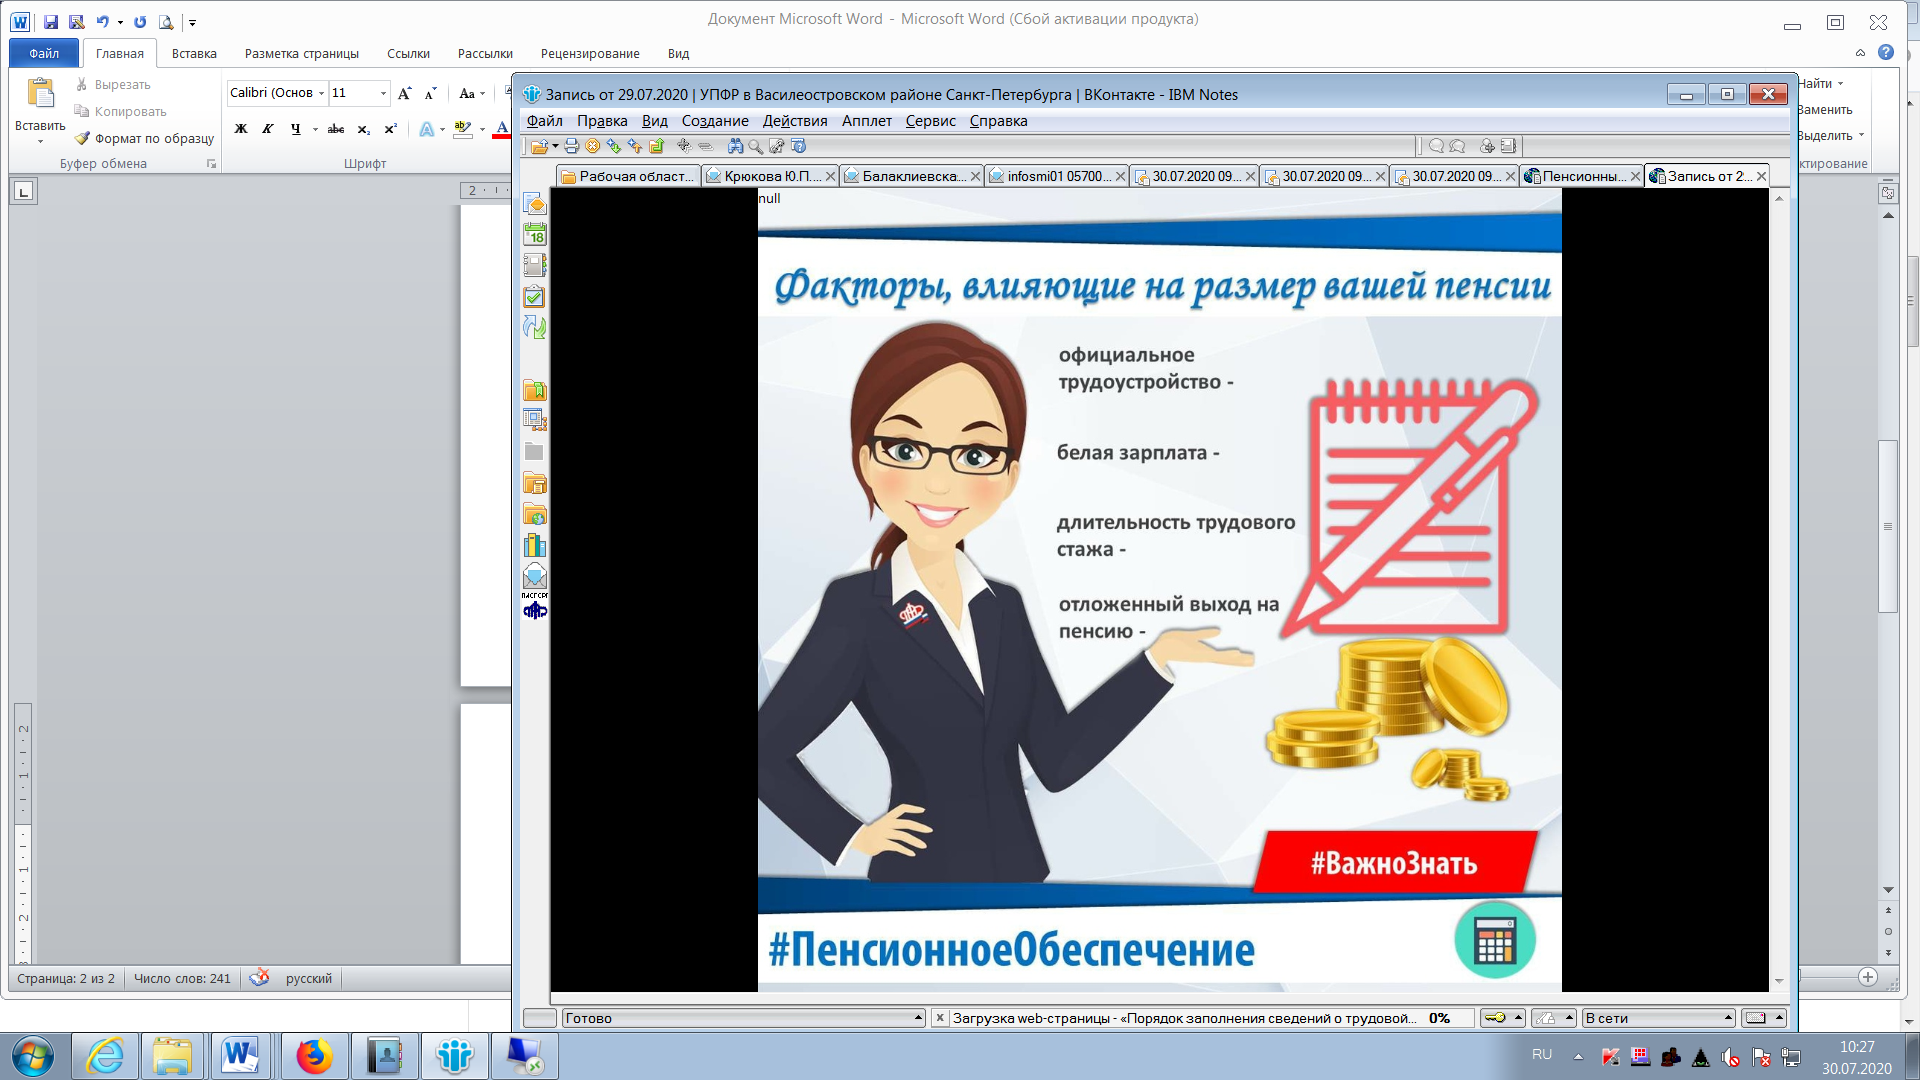 Документ Microsoft Word - Microsoft Word (Сбой активации продукта)
Файл Главная Вставка Разметка страницы Ссылки Рассылки Рецензирование Вид
Вырезать
Копировать
Формат по образцу
Вставить
Буфер обмена
Calibri (Основ 11
Ж К Ч abc x₂ x²
Шрифт
Найти
Заменить
Выделить
ктирование
Запись от 29.07.2020 | УПФР в Василеостровском районе Санкт-Петербурга | ВКонтакте - IBM Notes
Файл Правка Вид Создание Действия Апплет Сервис Справка
Рабочая област... Крюкова Ю.П.... Балаклиевска... infosmi01 05700... 30.07.2020 09... 30.07.2020 09... 30.07.2020 09... Пенсионны... Запись от 2...
null
Факторы, влияющие на размер вашей пенсии
официальное
трудоустройство -
белая зарплата -
длительность трудового
стажа -
отложенный выход на
пенсию -
#ВажноЗнать
#ПенсионноеОбеспечение
Страница: 2 из 2 Число слов: 241 русский
Готово
Загрузка web-страницы - «Порядок заполнения сведений о трудовой... 0%
В сети
RU
10:27
30.07.2020